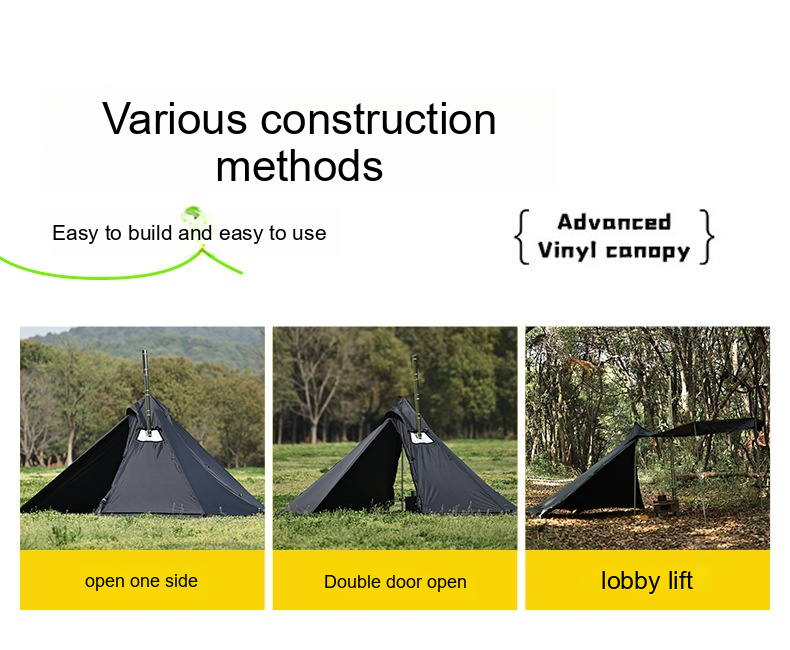 Various construction
methods
Easy to build and easy to use
Advanced
Vinyl canopy
open one side
Double door open
lobby lift